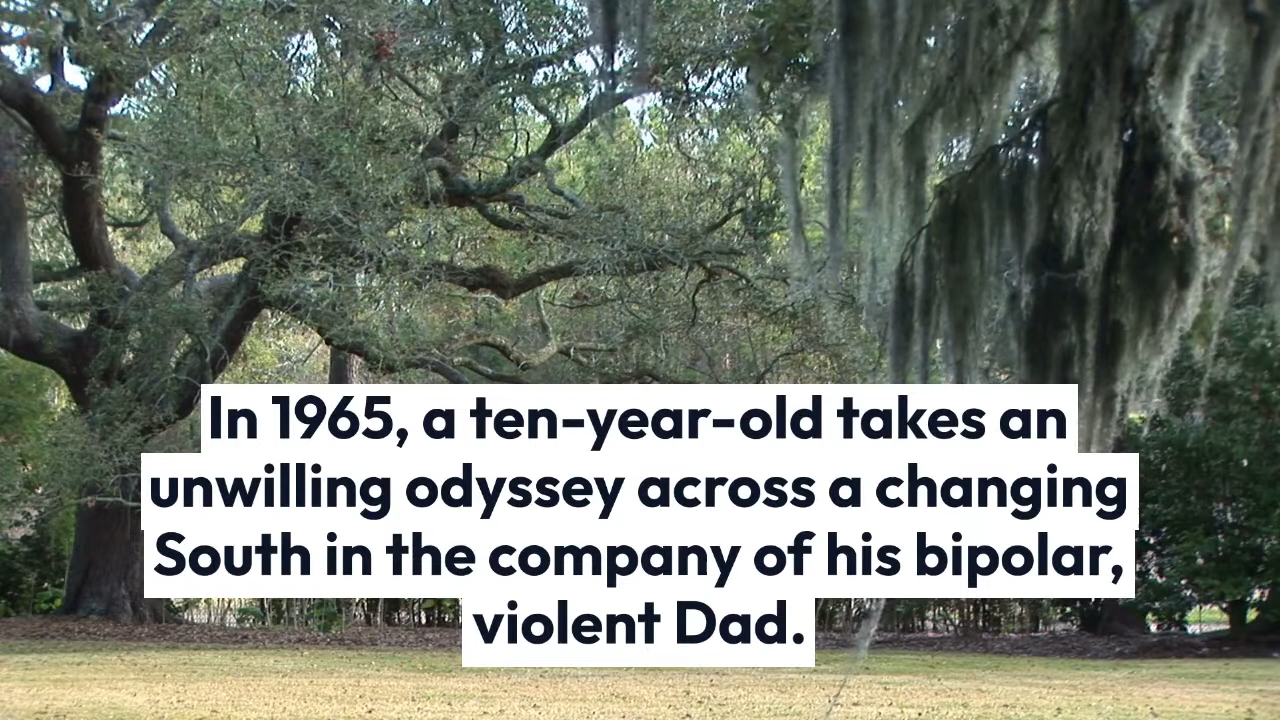 In 1965, a ten-year-old takes an
unwilling odyssey across a changing
South in the company of his bipolar,
violent Dad.